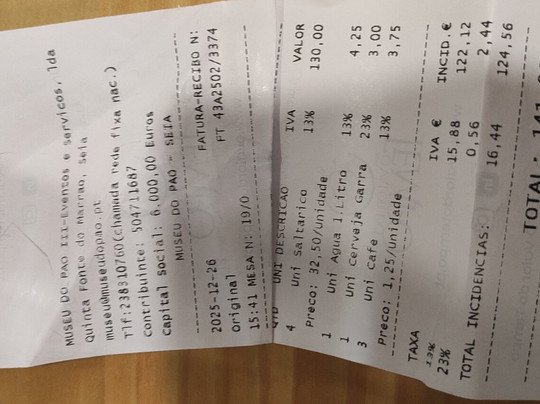 MUSEU DO PAO III-Eventos e servicos, lda
Quinta Fonte do Marrao, Seia
museu@museudopao.pt
Tlf:238310760(chamada rede fixa nac.)
Contribuinte: 504711687
Capital Social: 6.000,00 Euros
MUSEU DO PAO - SEIA
FATURA-RECIBO N:
2025-12-26 FT 43A2502/3374
Original
15:41 MESA N: 19/0
QTD UNI DESCRICAO IVA VALOR
4 Uni Saltarico 13% 130,00
Preco: 32,50/Unidade
1 Uni Agua 1.Litro 13% 4,25
1 Uni Cerveja Garra 23% 3,00
3 Uni Cafe 13% 3,75
Preco: 1,25/Unidade
TAXA IVA € INCID.€
13% 15,88 122,12
23% 0,56 2,44
TOTAL INCIDENCIAS: 16,44 124,56
TOTAL